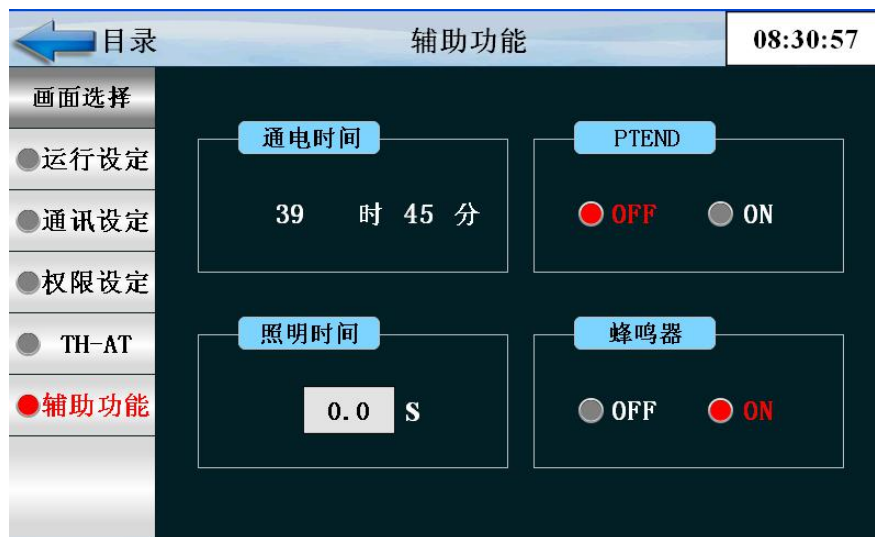 目录
辅助功能
08:30:57
画面选择
运行设定
通讯设定
权限设定
TH-AT
辅助功能
通电时间
39 时 45 分
PTEND
OFF ON
照明时间
0.0 S
蜂鸣器
OFF ON